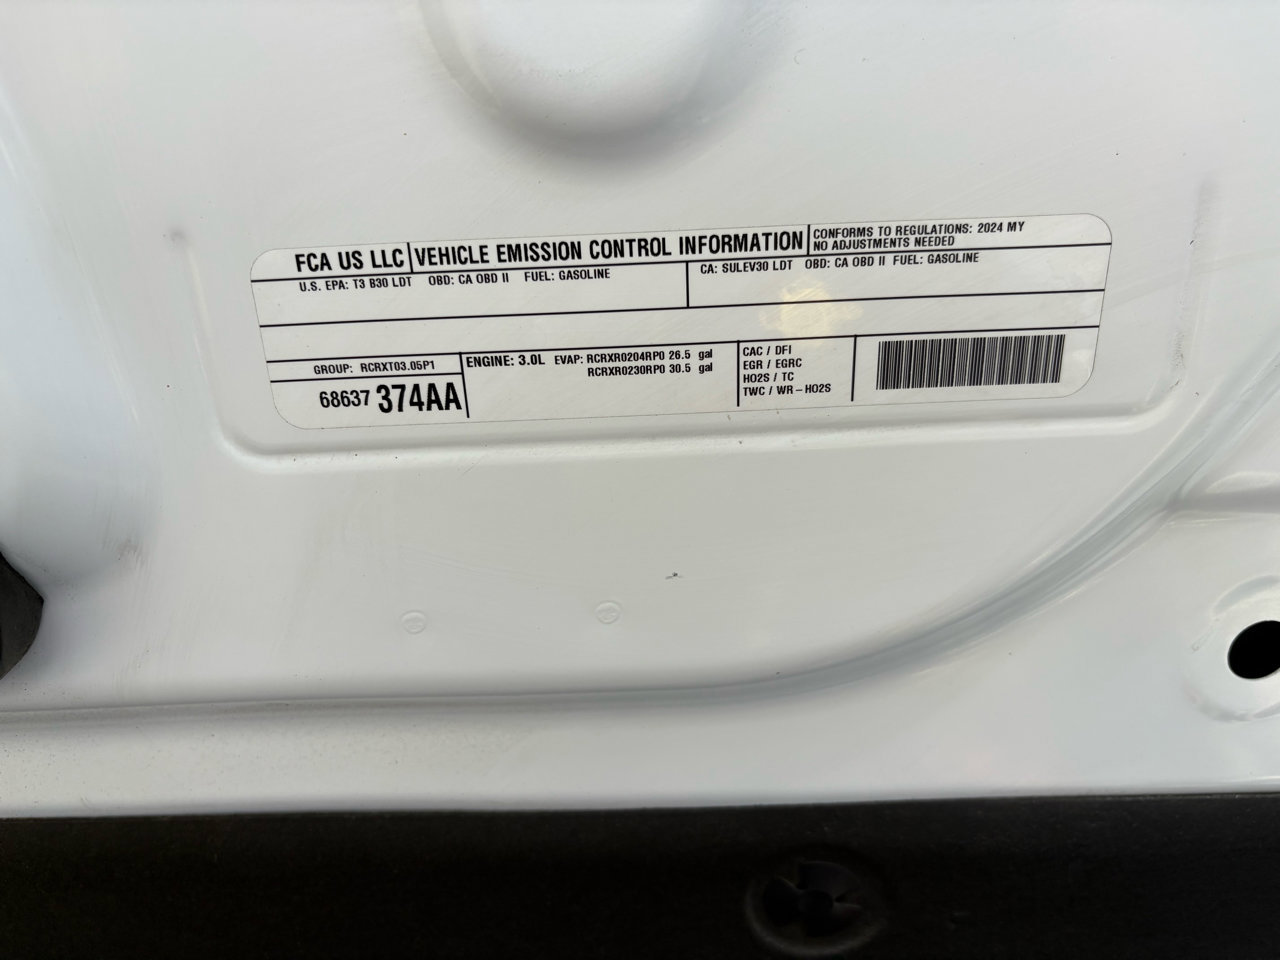 FCA US LLC VEHICLE EMISSION CONTROL INFORMATION
CONFORMS TO REGULATIONS: 2024 MY
NO ADJUSTMENTS NEEDED
U.S. EPA: T3 B30 LDT OBD: CA OBD II FUEL: GASOLINE
CA: SULEV30 LDT OBD: CA OBD II FUEL: GASOLINE
GROUP: RCRXT03.05P1
68637 374AA
ENGINE: 3.0L EVAP: RCRXR0204RP0 26.5 gal
RCRXR0230RP0 30.5 gal
CAC / DFI
EGR / EGRC
HO2S / TC
TWC / WR-HO2S